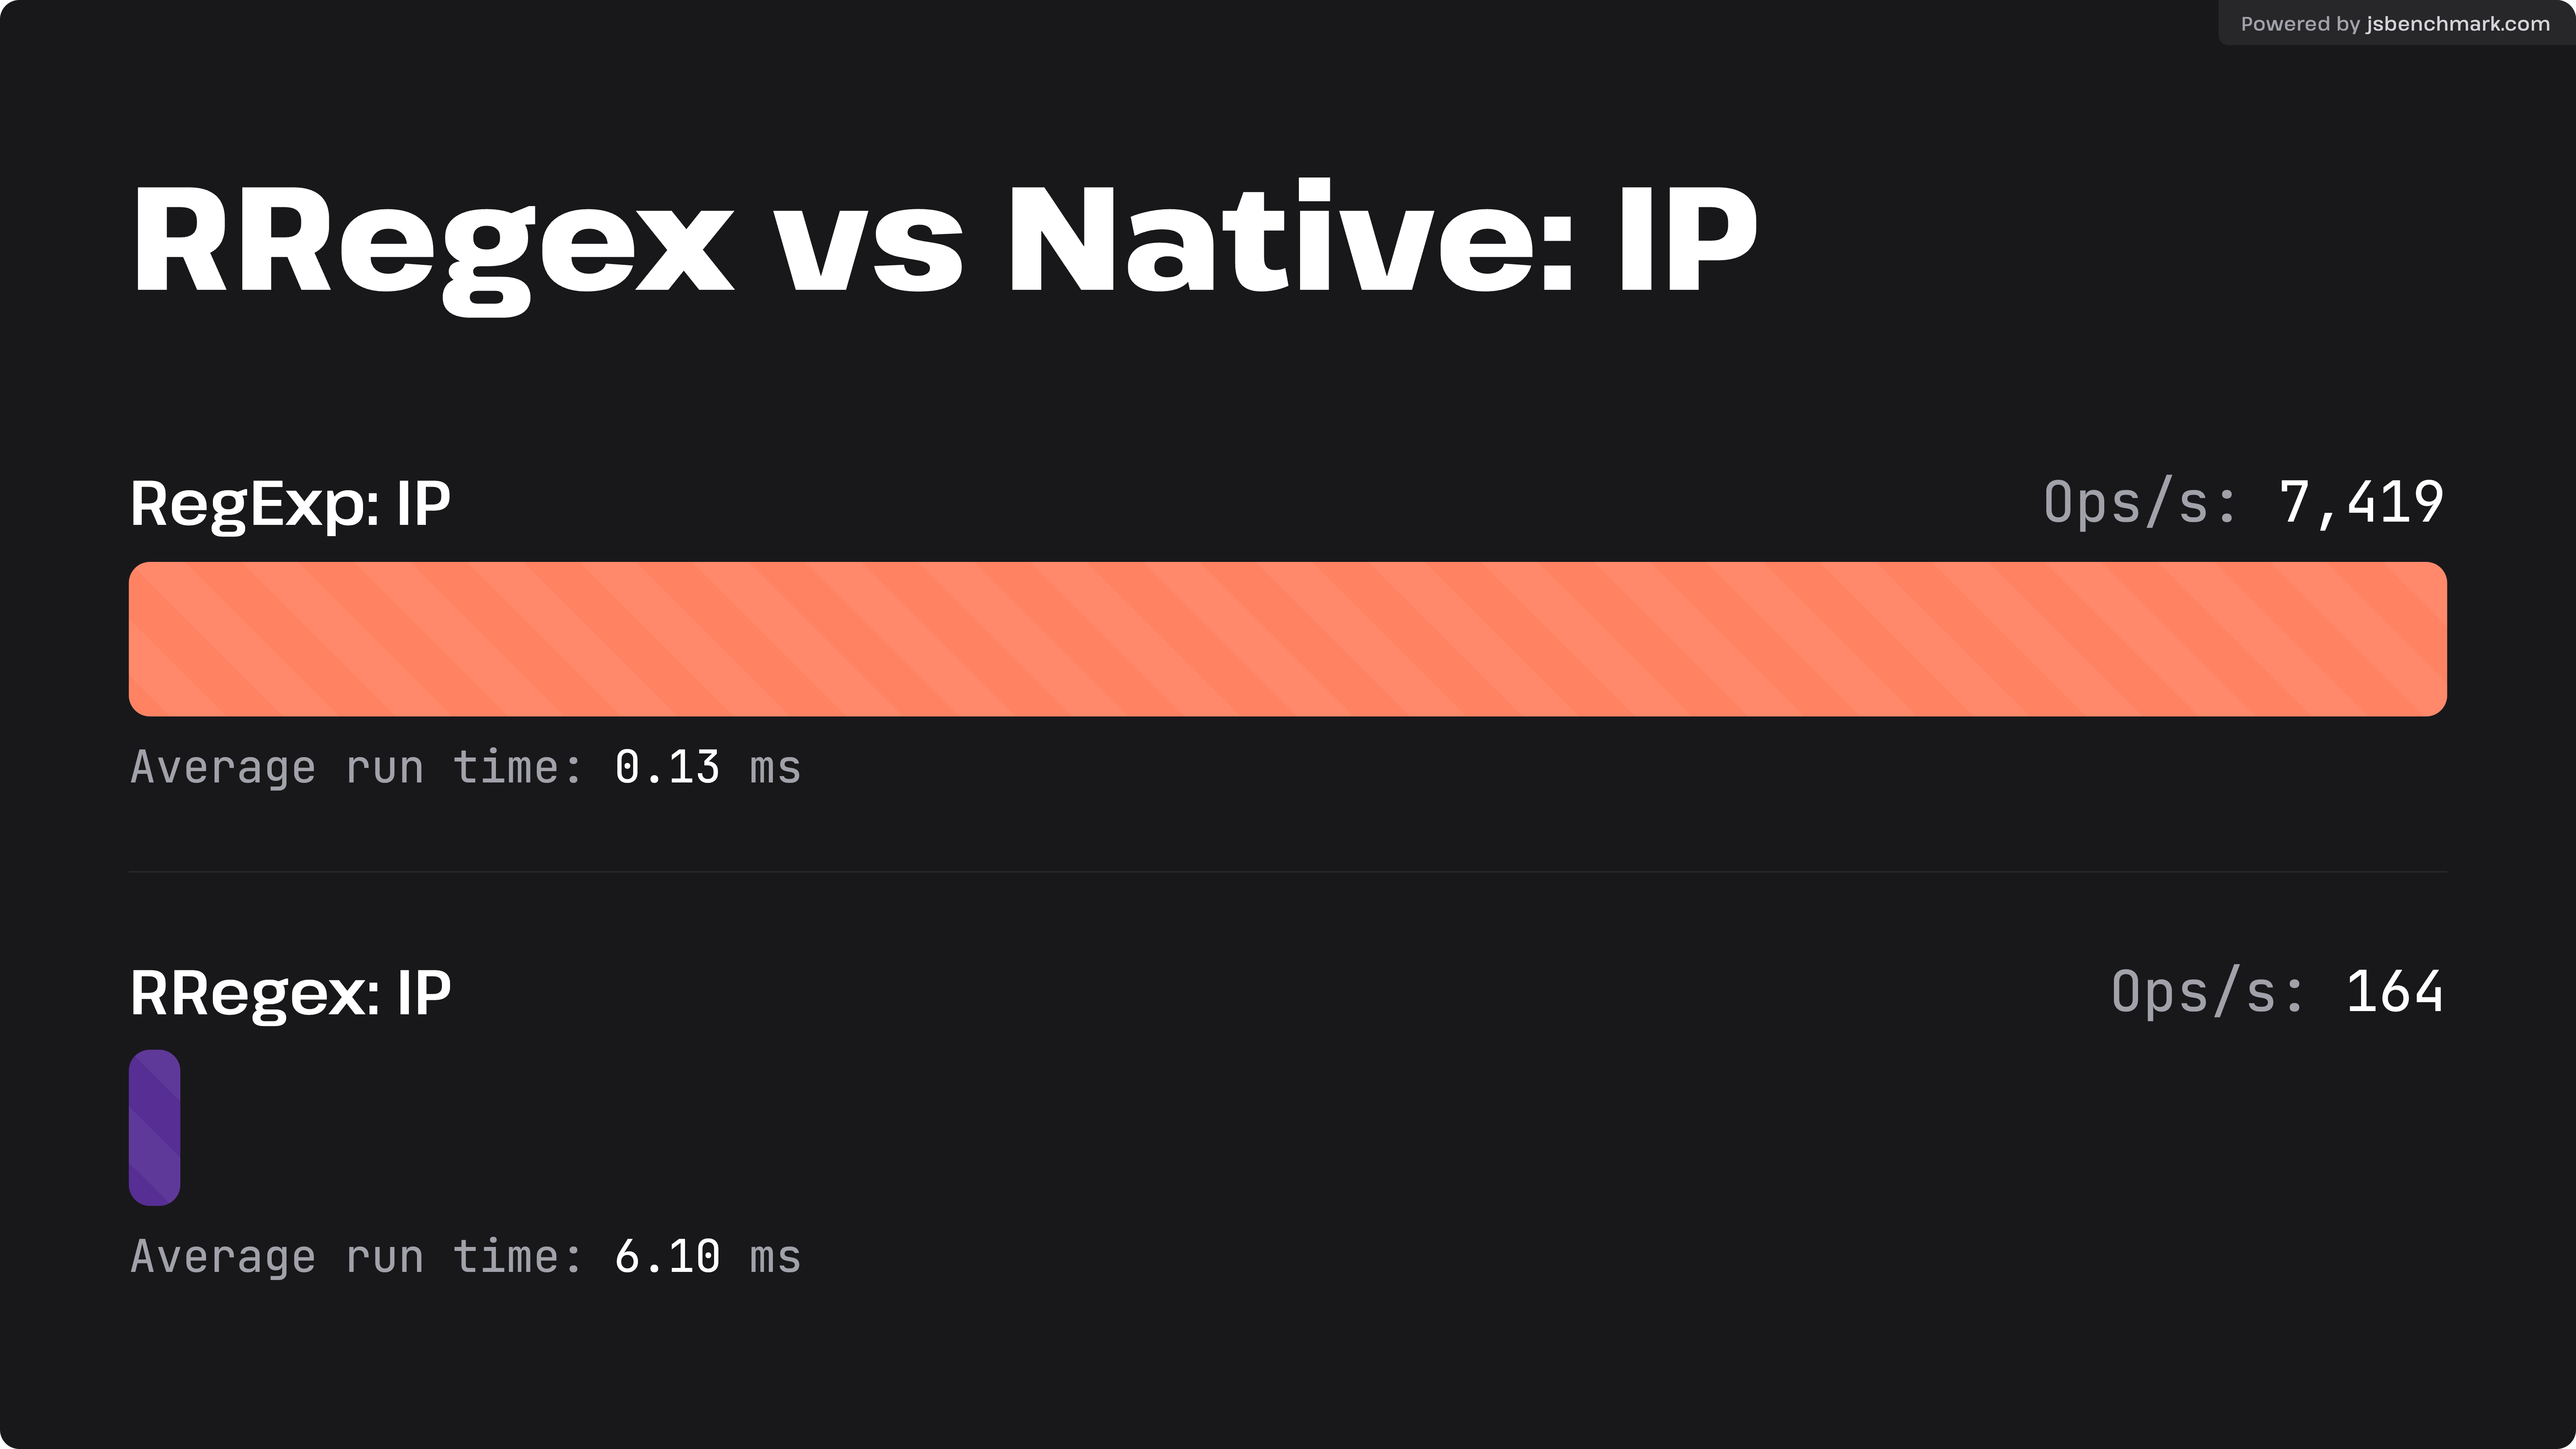 Powered by jsbenchmark.com
RRegex vs Native: IP
RegExp: IP
Ops/s: 7,419
Average run time: 0.13 ms
RRegex: IP
Ops/s: 164
Average run time: 6.10 ms